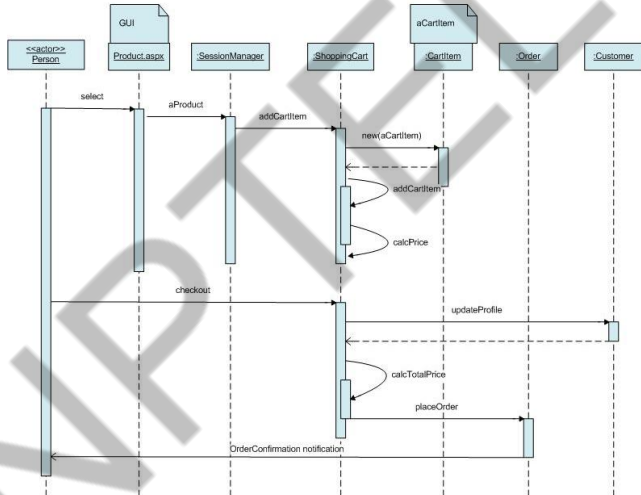 GUI
aCartItem
<<actor>>
Person
Product.aspx
:SessionManager
:ShoppingCart
:CartItem
:Order
:Customer
select
aProduct
addCartItem
new(aCartItem)
addCartItem
calcPrice
checkout
updateProfile
calcTotalPrice
placeOrder
OrderConfirmation notification
NPTEL